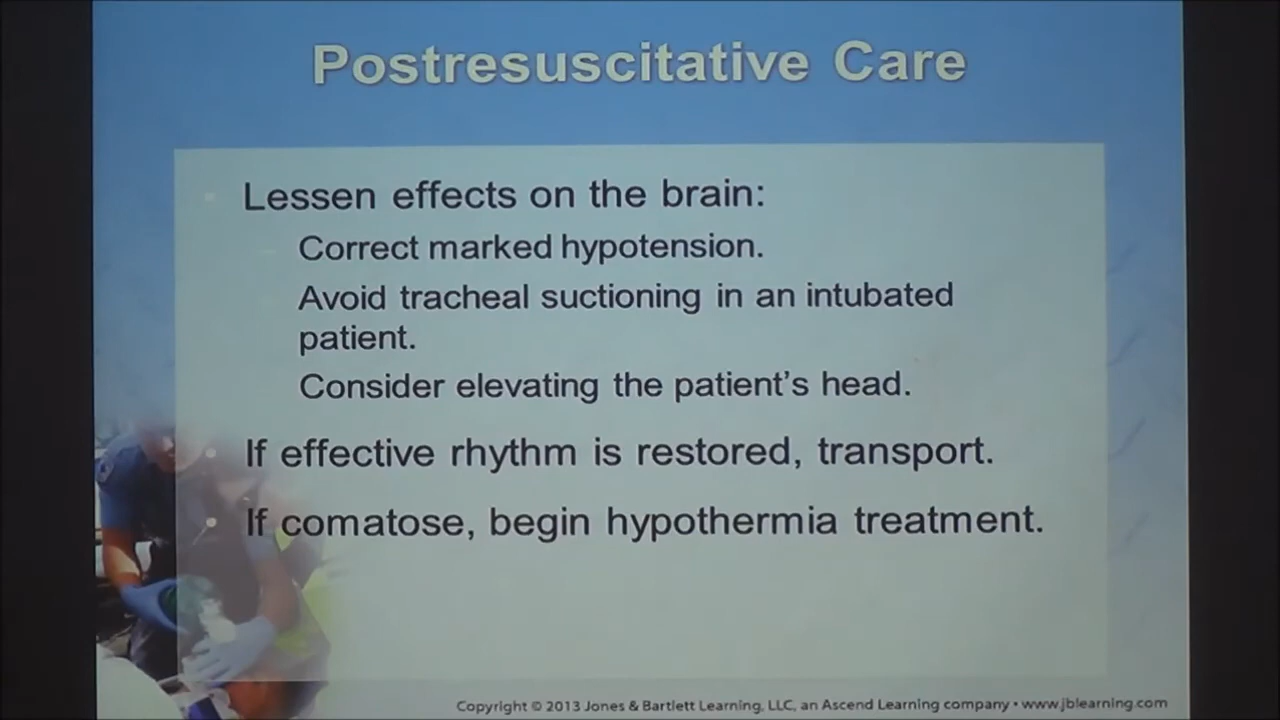 Postresuscitative Care
Lessen effects on the brain:
Correct marked hypotension.
Avoid tracheal suctioning in an intubated
patient.
Consider elevating the patient's head.
If effective rhythm is restored, transport.
If comatose, begin hypothermia treatment.
Copyright © 2013 Jones & Bartlett Learning, LLC, an Ascend Learning company • www.jblearning.com